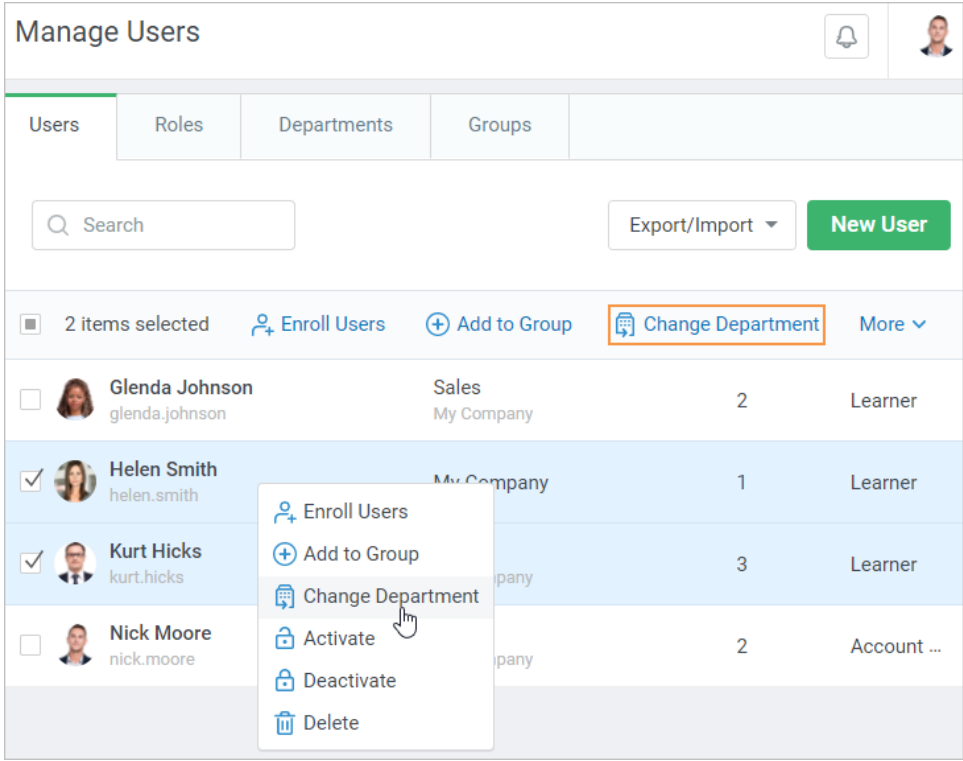 Manage Users
Users Roles Departments Groups
Search Export/Import New User
2 items selected Enroll Users Add to Group Change Department More
Glenda Johnson Sales 2 Learner
glenda.johnson My Company
Helen Smith My Company 1 Learner
helen.smith
Enroll Users
Kurt Hicks Add to Group 3 Learner
kurt.hicks
Change Department
Nick Moore Activate 2 Account ...
nick.moore
Deactivate
Delete